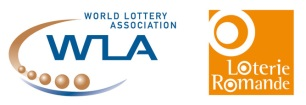 WORLD LOTTERY
ASSOCIATION
WLA
Loterie
Romande